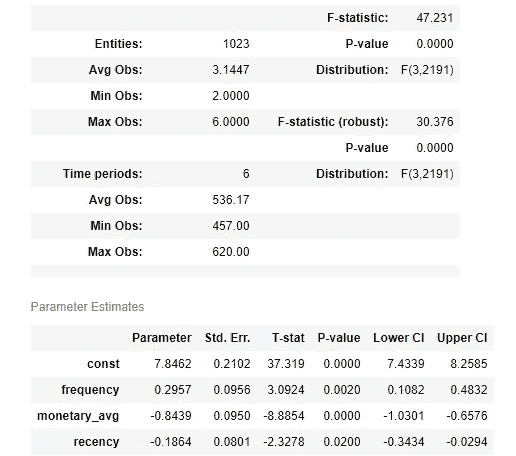 F-statistic: 47.231
Entities: 1023 P-value 0.0000
Avg Obs: 3.1447 Distribution: F(3,2191)
Min Obs: 2.0000
Max Obs: 6.0000 F-statistic (robust): 30.376
P-value 0.0000
Time periods: 6 Distribution: F(3,2191)
Avg Obs: 536.17
Min Obs: 457.00
Max Obs: 620.00
Parameter Estimates
Parameter Std. Err. T-stat P-value Lower CI Upper CI
const 7.8462 0.2102 37.319 0.0000 7.4339 8.2585
frequency 0.2957 0.0956 3.0924 0.0020 0.1082 0.4832
monetary_avg -0.8439 0.0950 -8.8854 0.0000 -1.0301 -0.6576
recency -0.1864 0.0801 -2.3278 0.0200 -0.3434 -0.0294